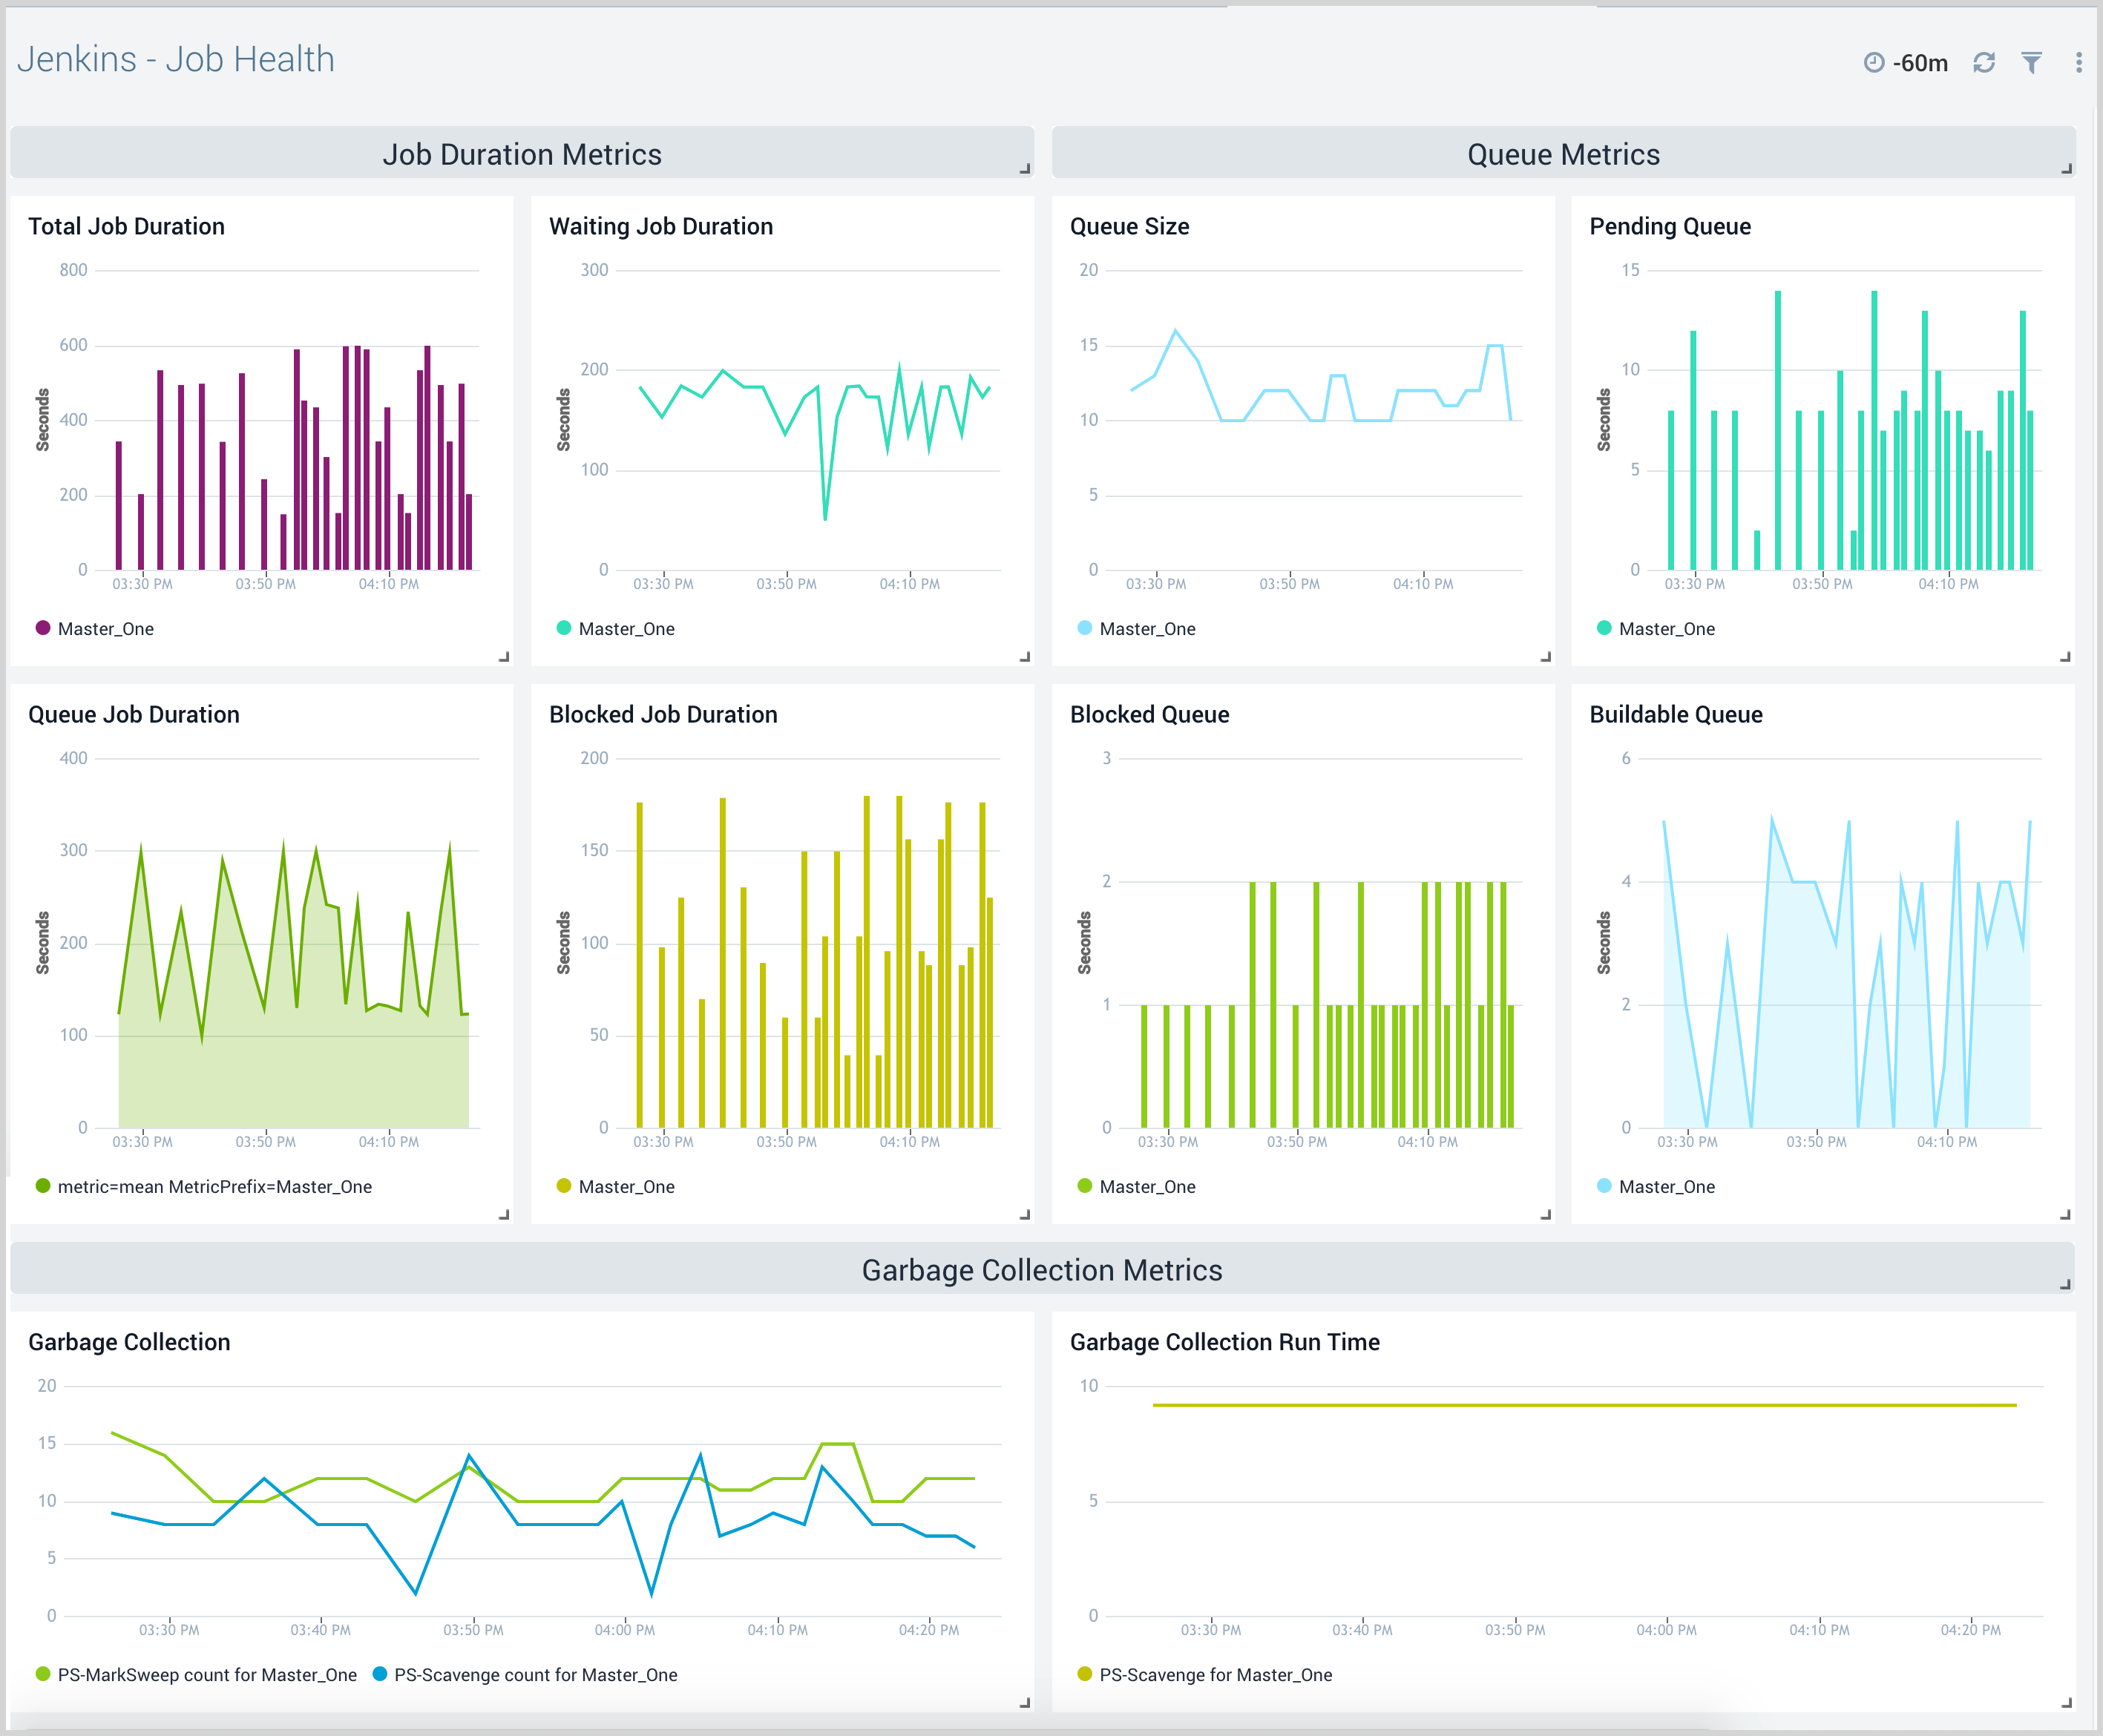 Jenkins - Job Health
-60m
Job Duration Metrics
Queue Metrics
Total Job Duration
800
600
400
200
0
Seconds
03:30 PM 03:50 PM 04:10 PM
Master_One
Waiting Job Duration
300
200
100
0
Seconds
03:30 PM 03:50 PM 04:10 PM
Master_One
Queue Size
20
15
10
5
0
03:30 PM 03:50 PM 04:10 PM
Master_One
Pending Queue
15
10
5
0
Seconds
03:30 PM 03:50 PM 04:10 PM
Master_One
Queue Job Duration
400
300
200
100
0
Seconds
03:30 PM 03:50 PM 04:10 PM
metric=mean MetricPrefix=Master_One
Blocked Job Duration
200
150
100
50
0
Seconds
03:30 PM 03:50 PM 04:10 PM
Master_One
Blocked Queue
3
2
1
0
Seconds
03:30 PM 03:50 PM 04:10 PM
Master_One
Buildable Queue
6
4
2
0
Seconds
03:30 PM 03:50 PM 04:10 PM
Master_One
Garbage Collection Metrics
Garbage Collection
20
15
10
5
0
03:30 PM 03:40 PM 03:50 PM 04:00 PM 04:10 PM 04:20 PM
PS-MarkSweep count for Master_One PS-Scavenge count for Master_One
Garbage Collection Run Time
10
5
0
03:30 PM 03:40 PM 03:50 PM 04:00 PM 04:10 PM 04:20 PM
PS-Scavenge for Master_One